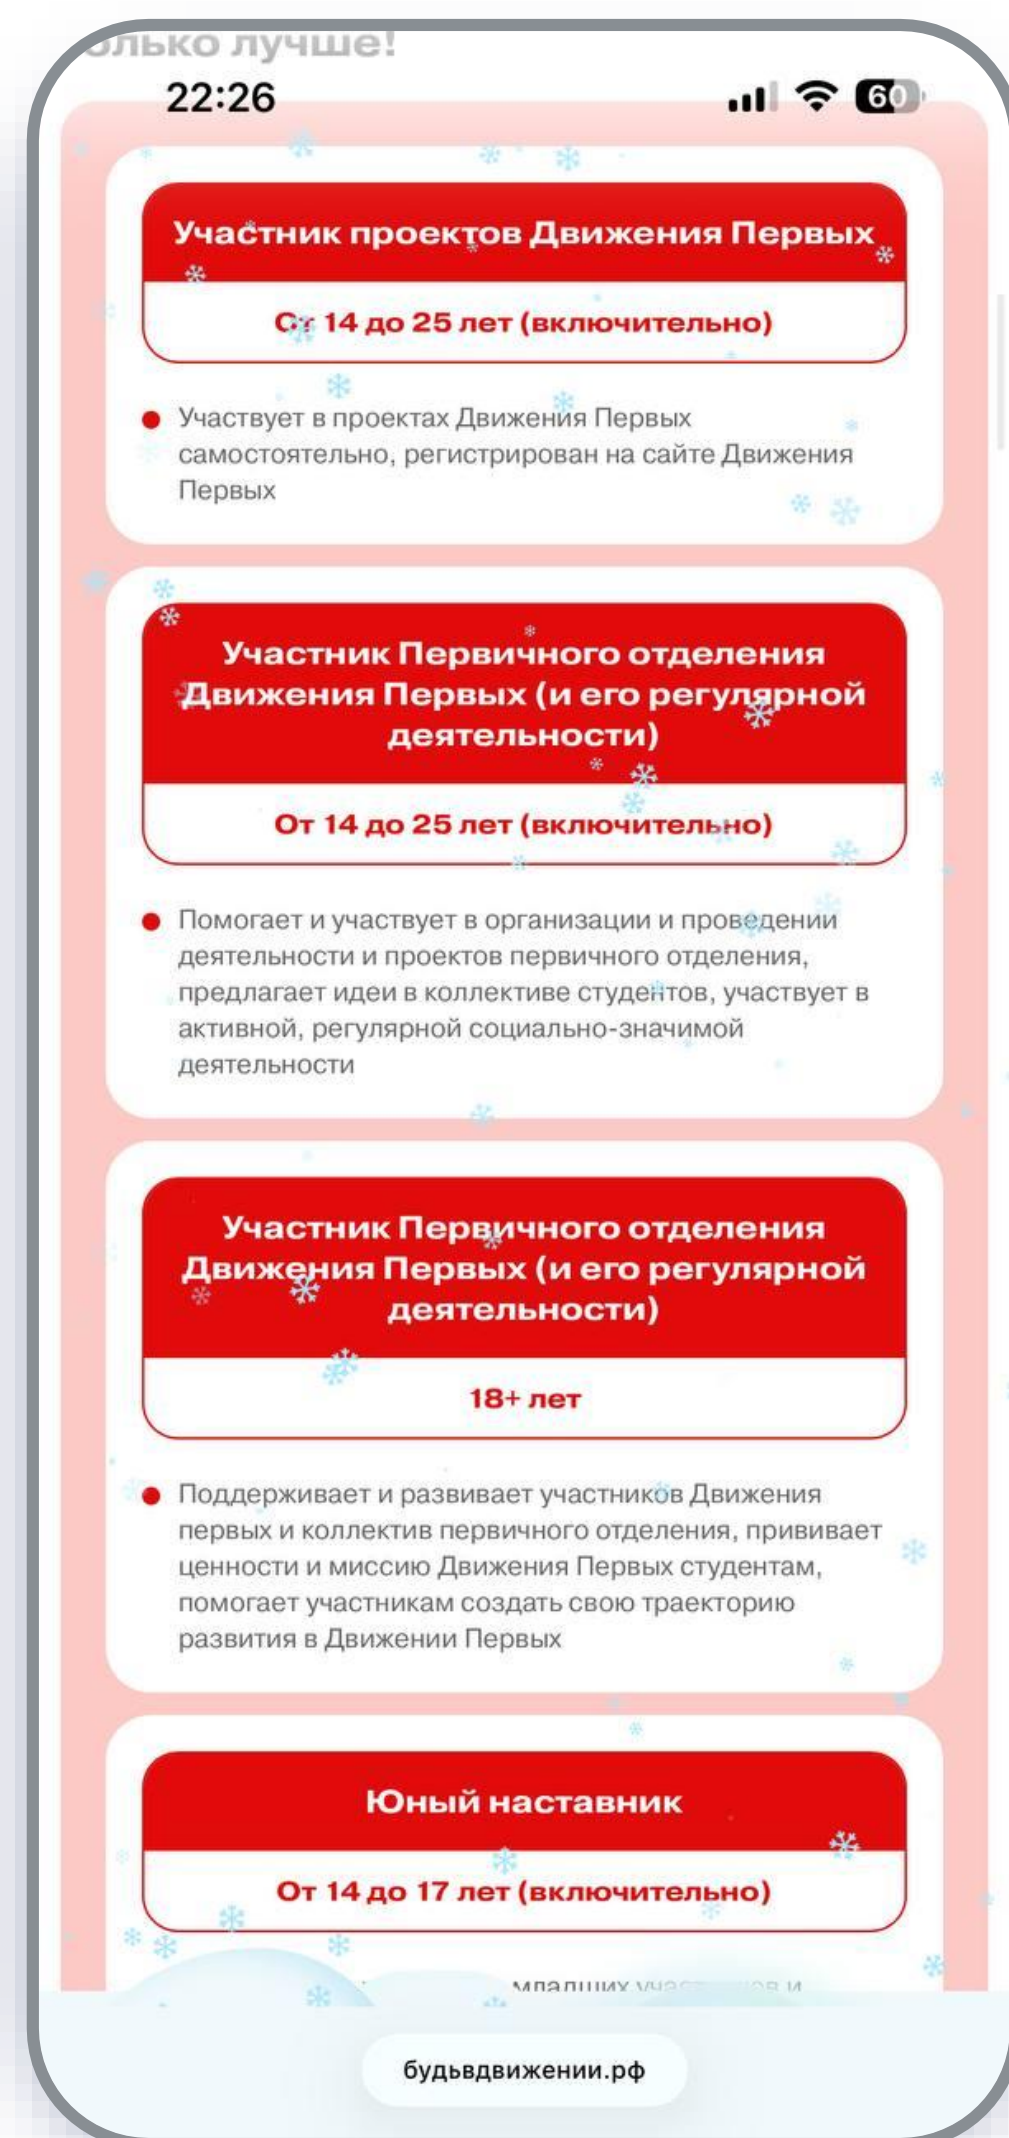 олько лучше!
22:26
60
Участник проектов Движения Первых
От 14 до 25 лет (включительно)
Участвует в проектах Движения Первых
самостоятельно, регистрирован на сайте Движения
Первых
Участник Первичного отделения
Движения Первых (и его регулярной
деятельности)
От 14 до 25 лет (включительно)
Помогает и участвует в организации и проведении
деятельности и проектов первичного отделения,
предлагает идеи в коллективе студентов, участвует в
активной, регулярной социально-значимой
деятельности
Участник Первичного отделения
Движения Первых (и его регулярной
деятельности)
18+ лет
Поддерживает и развивает участников Движения
первых и коллектив первичного отделения, прививает
ценности и миссию Движения Первых студентам,
помогает участникам создать свою траекторию
развития в Движении Первых
Юный наставник
От 14 до 17 лет (включительно)
младших участников и
будьвдвижении.рф